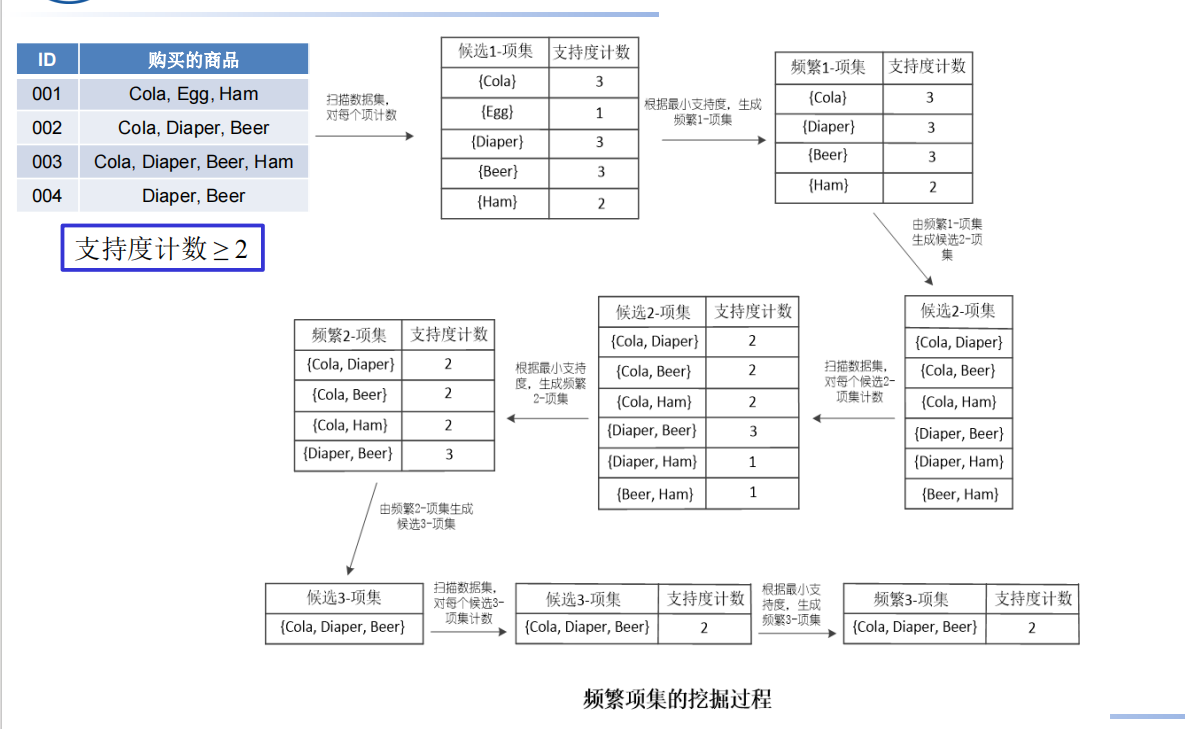 ID 购买的商品
001 Cola, Egg, Ham
002 Cola, Diaper, Beer
003 Cola, Diaper, Beer, Ham
004 Diaper, Beer
支持度计数 ≥ 2
扫描数据集，
对每个项计数
候选1-项集 支持度计数
{Cola} 3
{Egg} 1
{Diaper} 3
{Beer} 3
{Ham} 2
根据最小支持度，生成
频繁1-项集
频繁1-项集 支持度计数
{Cola} 3
{Diaper} 3
{Beer} 3
{Ham} 2
由频繁1-项集
生成候选2-项
集
候选2-项集
{Cola, Diaper}
{Cola, Beer}
{Cola, Ham}
{Diaper, Beer}
{Diaper, Ham}
{Beer, Ham}
扫描数据集，
对每个候选2-
项集计数
候选2-项集 支持度计数
{Cola, Diaper} 2
{Cola, Beer} 2
{Cola, Ham} 2
{Diaper, Beer} 3
{Diaper, Ham} 1
{Beer, Ham} 1
根据最小支持
度，生成频繁
2-项集
频繁2-项集 支持度计数
{Cola, Diaper} 2
{Cola, Beer} 2
{Cola, Ham} 2
{Diaper, Beer} 3
由频繁2-项集生成
候选3-项集
候选3-项集
{Cola, Diaper, Beer}
扫描数据集，
对每个候选3-
项集计数
候选3-项集 支持度计数
{Cola, Diaper, Beer} 2
根据最小支
持度，生成
频繁3-项集
频繁3-项集 支持度计数
{Cola, Diaper, Beer} 2
频繁项集的挖掘过程